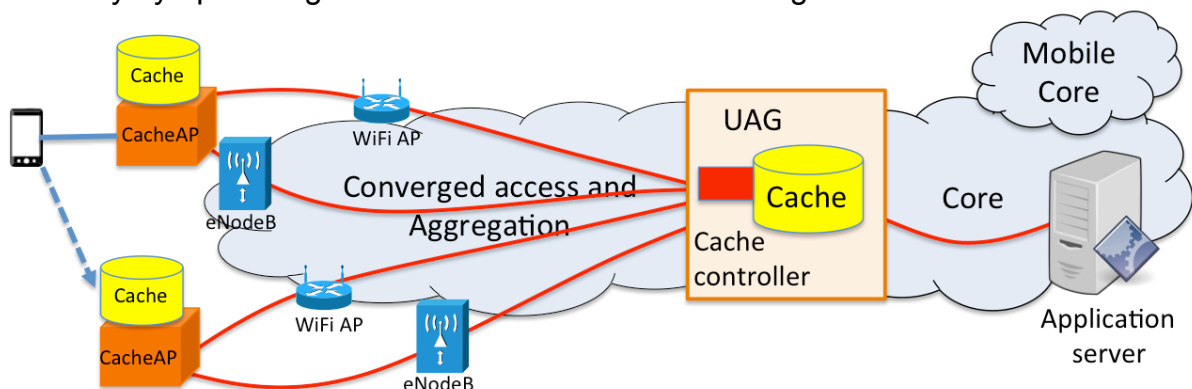 Cache
CacheAP
WiFi AP
eNodeB
Converged access and
Aggregation
UAG
Cache
Cache
controller
Core
Mobile
Core
Cache
CacheAP
WiFi AP
eNodeB
Application
server